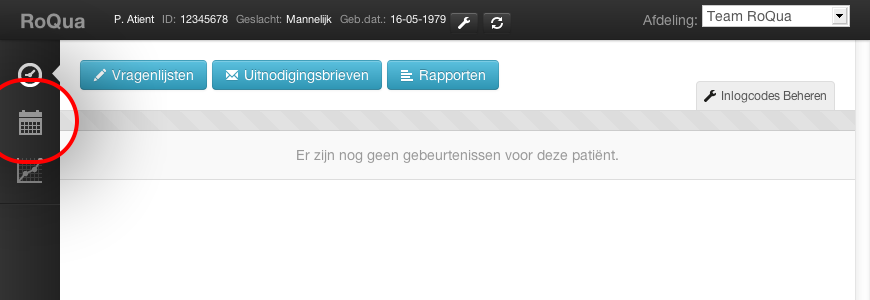 RoQua P. Atient ID: 12345678 Geslacht: Mannelijk Geb.dat.: 16-05-1979 Afdeling: Team RoQua
Vragenlijsten Uitnodigingsbrieven Rapporten
Inlogcodes Beheren
Er zijn nog geen gebeurtenissen voor deze patiënt.